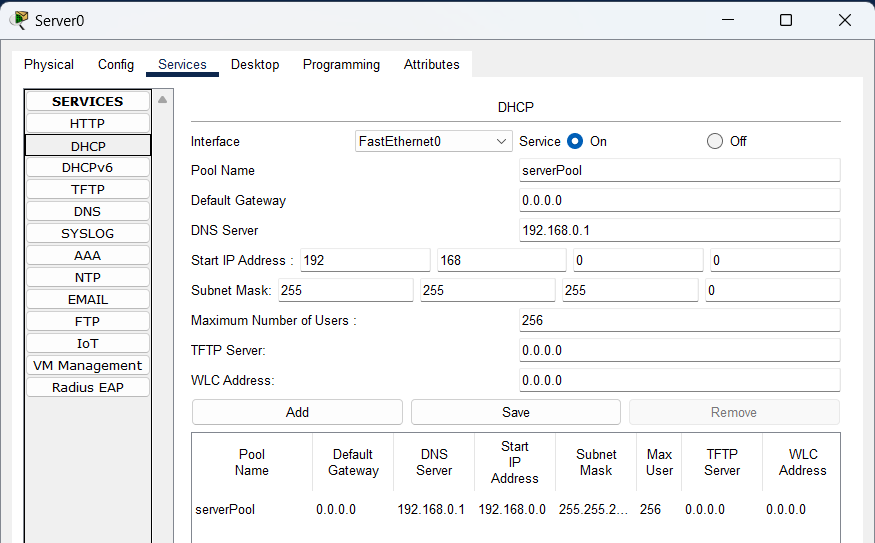 Server0
Physical Config Services Desktop Programming Attributes
SERVICES
HTTP
DHCP
DHCPv6
TFTP
DNS
SYSLOG
AAA
NTP
EMAIL
FTP
IoT
VM Management
Radius EAP
DHCP
Interface FastEthernet0 Service On Off
Pool Name serverPool
Default Gateway 0.0.0.0
DNS Server 192.168.0.1
Start IP Address : 192 168 0 0
Subnet Mask: 255 255 255 0
Maximum Number of Users : 256
TFTP Server: 0.0.0.0
WLC Address: 0.0.0.0
Add Save Remove
Pool Name Default Gateway DNS Server Start IP Address Subnet Mask Max User TFTP Server WLC Address
serverPool 0.0.0.0 192.168.0.1 192.168.0.0 255.255.2... 256 0.0.0.0 0.0.0.0